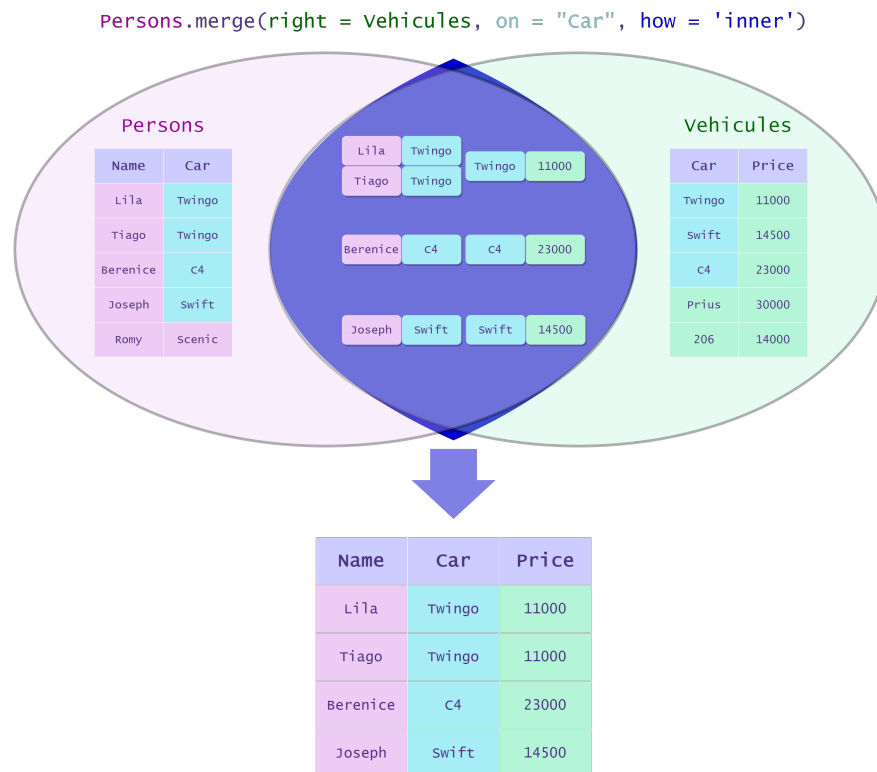 Persons.merge(right = Vehicules, on = "Car", how = 'inner')
Persons
Name Car
Lila Twingo
Tiago Twingo
Berenice C4
Joseph Swift
Romy Scenic
Lila Twingo
Tiago Twingo
Twingo 11000
Berenice C4 C4 23000
Joseph Swift Swift 14500
Vehicules
Car Price
Twingo 11000
Swift 14500
C4 23000
Prius 30000
206 14000
Name Car Price
Lila Twingo 11000
Tiago Twingo 11000
Berenice C4 23000
Joseph Swift 14500